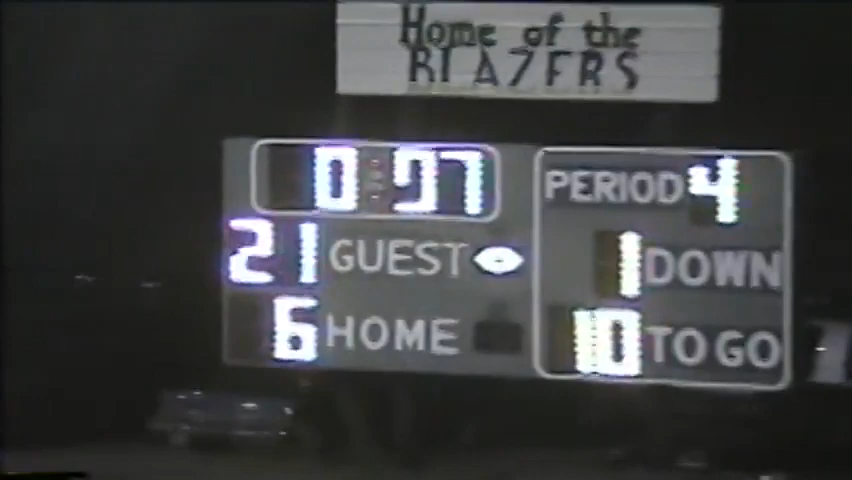 Home of the
BLAZERS
0:07
PERIOD 4
21 GUEST
1 DOWN
6 HOME
10 TO GO